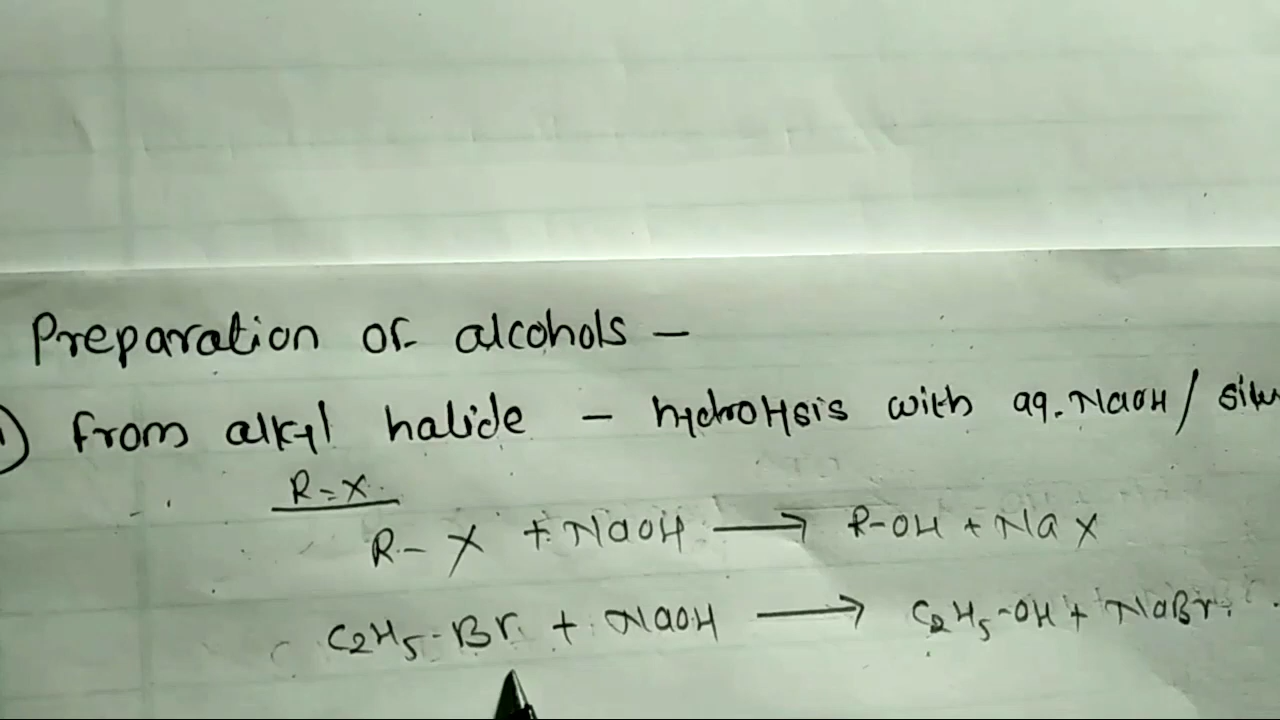 Preparation of alcohols –
1) from alkyl halide – hydrolysis with aq. NaOH /
R-X
R-X + NaOH ⟶ R-OH + NaX
C2H5-Br + NaOH ⟶ C2H5-OH + NaBr